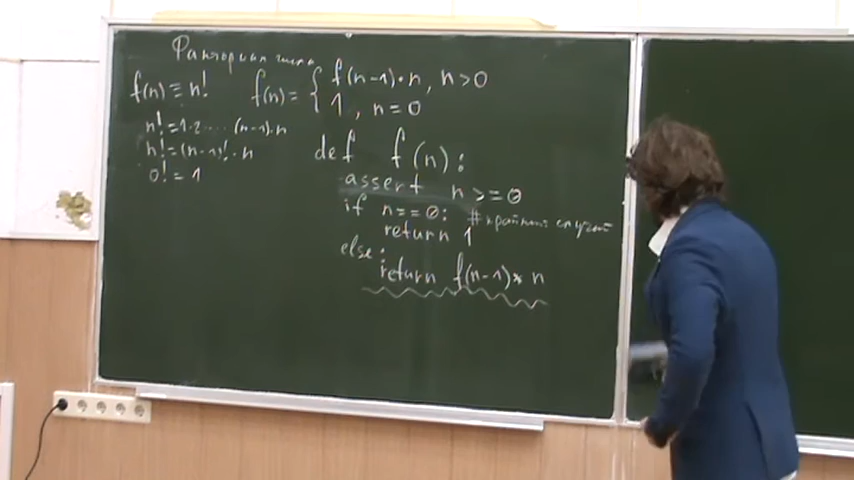 Факториал числа
f(n) ≡ n!
n! = 1·2·...·(n-1)·n
n! = (n-1)!·n
0! = 1
f(n) = { f(n-1)·n, n>0
1, n=0
def f(n):
assert n >= 0
if n==0: #крайний случай
return 1
else:
return f(n-1)* n